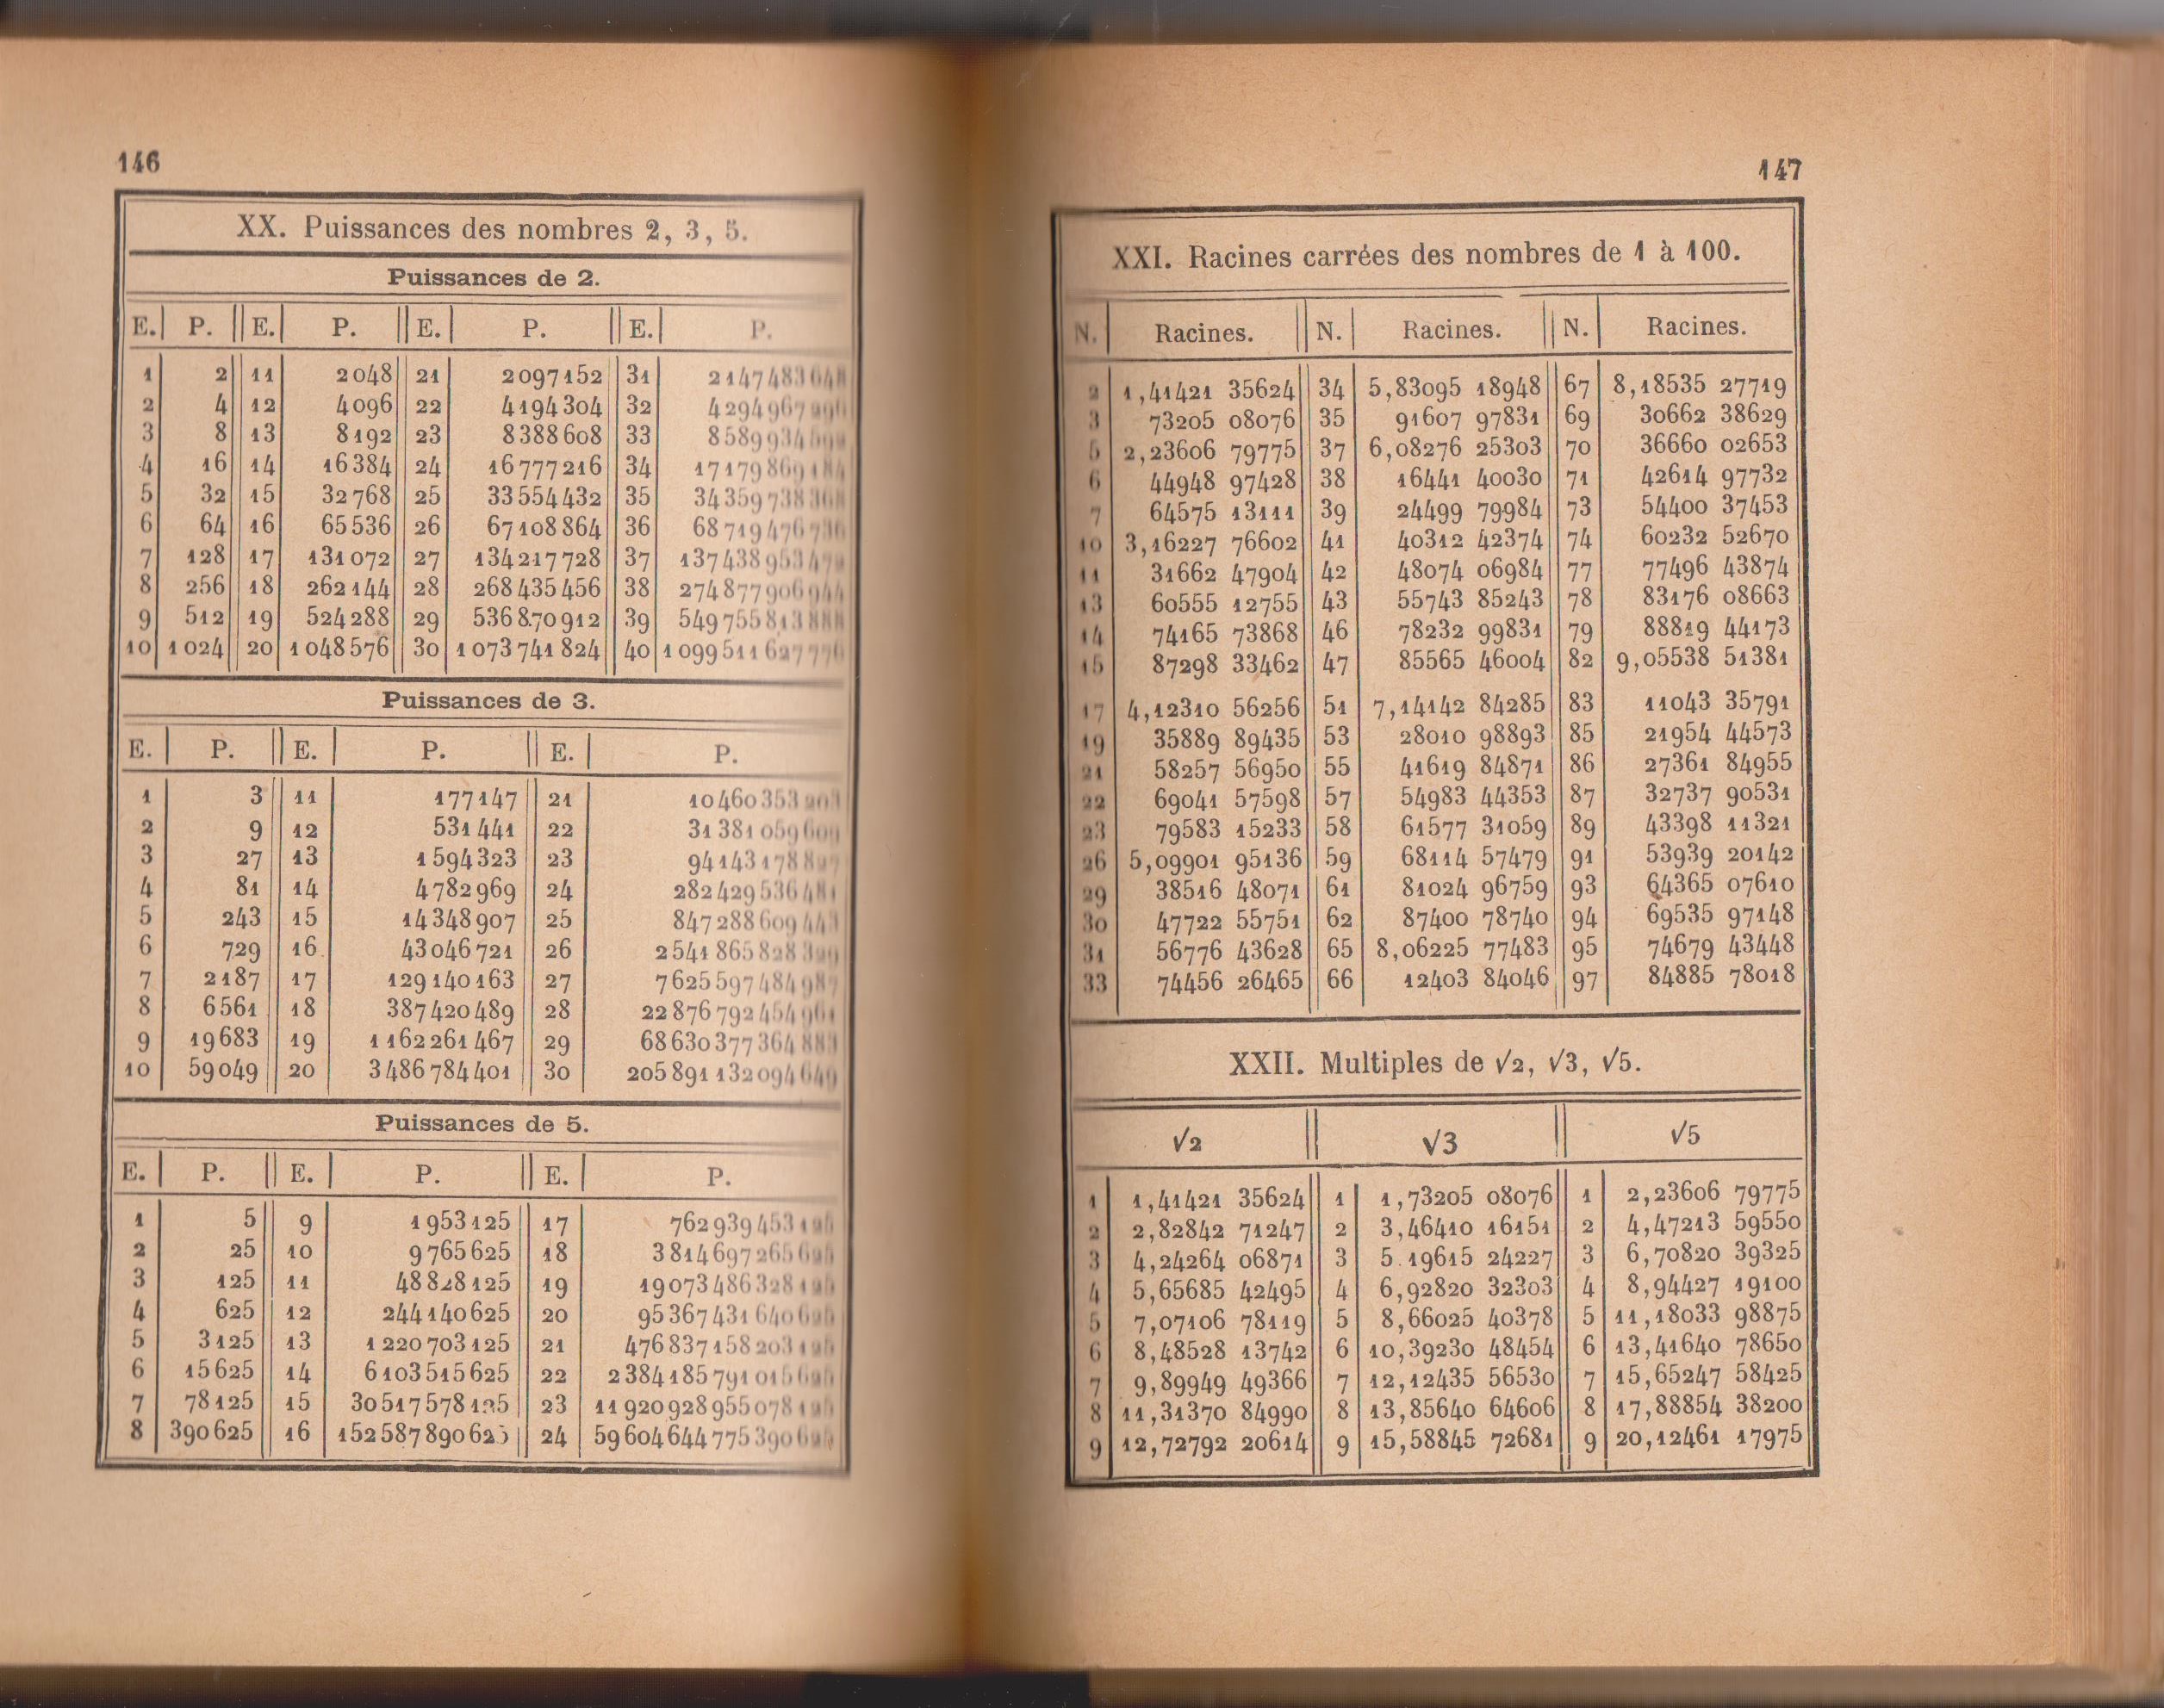 146
XX. Puissances des nombres 2, 3, 5.
Puissances de 2.
E. P. E. P. E. P. E. P.
1 2 11 2 048 21 2 097 152 31 2 147 483 648
2 4 12 4 096 22 4 194 304 32 4 294 967 296
3 8 13 8 192 23 8 388 608 33 8 589 934 592
4 16 14 16 384 24 16 777 216 34 17 179 869 184
5 32 15 32 768 25 33 554 432 35 34 359 738 368
6 64 16 65 536 26 67 108 864 36 68 719 476 736
7 128 17 131 072 27 134 217 728 37 137 438 953 472
8 256 18 262 144 28 268 435 456 38 274 877 906 944
9 512 19 524 288 29 536 870 912 39 549 755 813 888
10 1 024 20 1 048 576 30 1 073 741 824 40 1 099 511 627 776
Puissances de 3.
E. P. E. P. E. P.
1 3 11 177 147 21 10 460 353 203
2 9 12 531 441 22 31 381 059 609
3 27 13 1 594 323 23 94 143 178 827
4 81 14 4 782 969 24 282 429 536 481
5 243 15 14 348 907 25 847 288 609 443
6 729 16 43 046 721 26 2 541 865 828 329
7 2 187 17 129 140 163 27 7 625 597 484 987
8 6 561 18 387 420 489 28 22 876 792 454 961
9 19 683 19 1 162 261 467 29 68 630 377 364 883
10 59 049 20 3 486 784 401 30 205 891 132 094 649
Puissances de 5.
E. P. E. P. E. P.
1 5 9 1 953 125 17 762 939 453 125
2 25 10 9 765 625 18 3 814 697 265 625
3 125 11 48 828 125 19 19 073 486 328 125
4 625 12 244 140 625 20 95 367 431 640 625
5 3 125 13 1 220 703 125 21 476 837 158 203 125
6 15 625 14 6 103 515 625 22 2 384 185 791 015 625
7 78 125 15 30 517 578 125 23 11 920 928 955 078 125
8 390 625 16 152 587 890 625 24 59 604 644 775 390 625
147
XXI. Racines carrées des nombres de 1 à 100.
N. Racines. N. Racines. N. Racines.
2 1,41421 35624 34 5,83095 18948 67 8,18535 27719
3 73205 08076 35 91607 97831 69 30662 38629
5 2,23606 79775 37 6,08276 25303 70 36660 02653
6 44948 97428 38 16441 40030 71 42614 97732
7 64575 13111 39 24499 79984 73 54400 37453
10 3,16227 76602 41 40312 42374 74 60232 52670
11 31662 47904 42 48074 06984 77 77496 43874
13 60555 12755 43 55743 85243 78 83176 08663
14 74165 73868 46 78232 99831 79 88819 44173
15 87298 33462 47 85565 46004 82 9,05538 51381
17 4,12310 56256 51 7,14142 84285 83 11043 35791
19 35889 89435 53 28010 98893 85 21954 44573
21 58257 56950 55 41619 84871 86 27361 84955
22 69041 57598 57 54983 44353 87 32737 90531
23 79583 15233 58 61577 31059 89 43398 11321
26 5,09901 95136 59 68114 57479 91 53939 20142
29 38516 48071 61 81024 96759 93 64365 07610
30 47722 55751 62 87400 78740 94 69535 97148
31 56776 43628 65 8,06225 77483 95 74679 43448
33 74456 26465 66 12403 84046 97 84885 78018
XXII. Multiples de √2, √3, √5.
√2 √3 √5
1 1,41421 35624 1 1,73205 08076 1 2,23606 79775
2 2,82842 71247 2 3,46410 16151 2 4,47213 59550
3 4,24264 06871 3 5.19615 24227 3 6,70820 39325
4 5,65685 42495 4 6,92820 32303 4 8,94427 19100
5 7,07106 78119 5 8,66025 40378 5 11,18033 98875
6 8,48528 13742 6 10,39230 48454 6 13,41640 78650
7 9,89949 49366 7 12,12435 56530 7 15,65247 58425
8 11,31370 84990 8 13,85640 64606 8 17,88854 38200
9 12,72792 20614 9 15,58845 72681 9 20,12461 17975